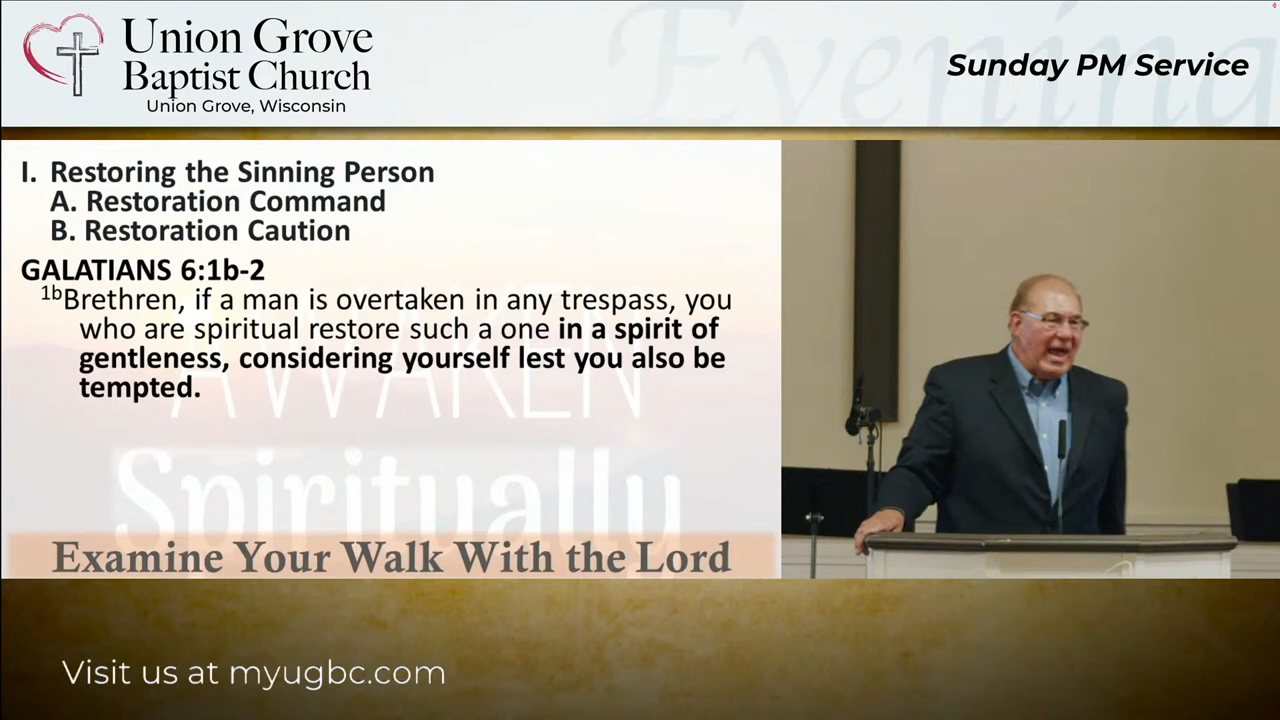 Evening
Union Grove
Baptist Church
Union Grove, Wisconsin
Sunday PM Service
I. Restoring the Sinning Person
A. Restoration Command
B. Restoration Caution
GALATIANS 6:1b-2
1bBrethren, if a man is overtaken in any trespass, you
who are spiritual restore such a one in a spirit of
gentleness, considering yourself lest you also be
tempted.
AWAKEN
Spiritually
Examine Your Walk With the Lord
Visit us at myugbc.com